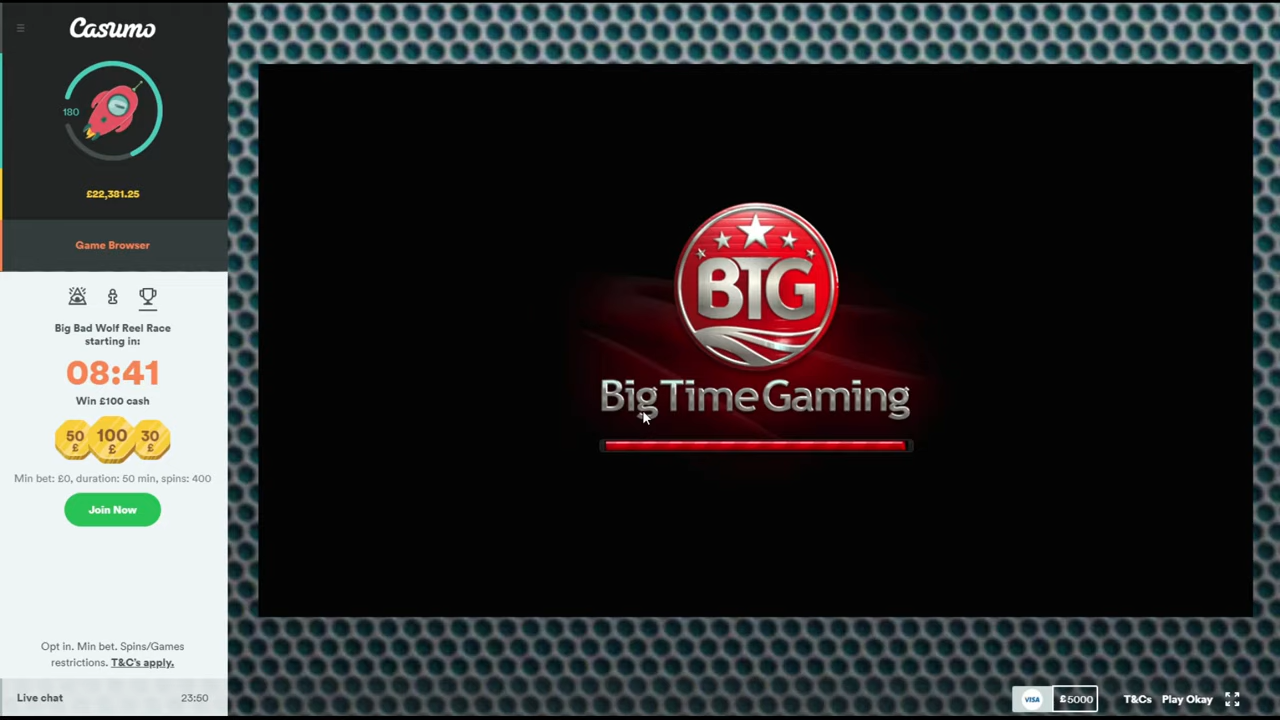 Casumo
180
£22,381.25
Game Browser
Big Bad Wolf Reel Race
starting in:
08:41
Win £100 cash
50 £
100 £
30 £
Min bet: £0, duration: 50 min, spins: 400
Join Now
Opt in. Min bet. Spins/Games
restrictions. T&C's apply.
Live chat 23:50
BTG
Big Time Gaming
VISA £5000 T&Cs Play Okay